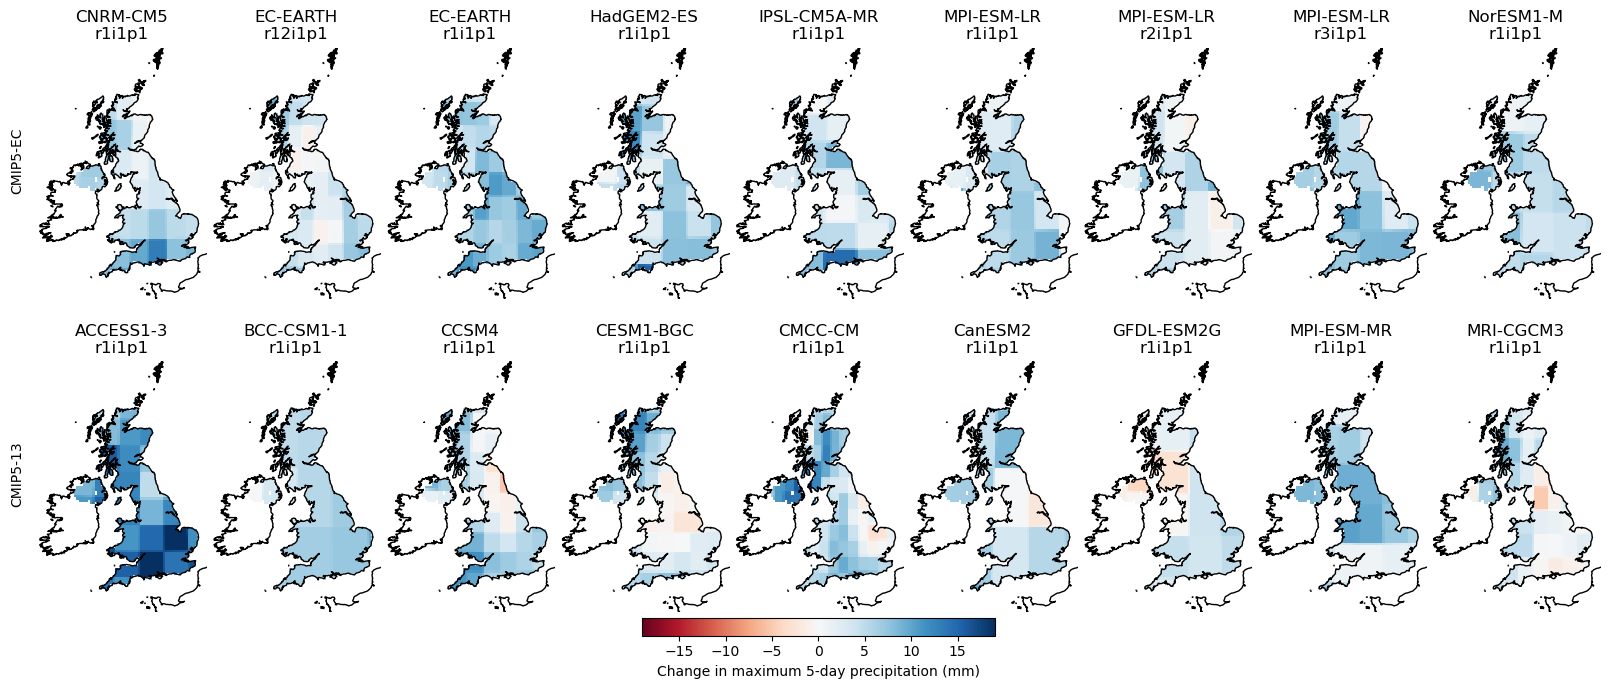 CNRM-CM5
r1i1p1
EC-EARTH
r12i1p1
EC-EARTH
r1i1p1
HadGEM2-ES
r1i1p1
IPSL-CM5A-MR
r1i1p1
MPI-ESM-LR
r1i1p1
MPI-ESM-LR
r2i1p1
MPI-ESM-LR
r3i1p1
NorESM1-M
r1i1p1
CMIP5-EC
ACCESS1-3
r1i1p1
BCC-CSM1-1
r1i1p1
CCSM4
r1i1p1
CESM1-BGC
r1i1p1
CMCC-CM
r1i1p1
CanESM2
r1i1p1
GFDL-ESM2G
r1i1p1
MPI-ESM-MR
r1i1p1
MRI-CGCM3
r1i1p1
CMIP5-13
−15 −10 −5 0 5 10 15
Change in maximum 5-day precipitation (mm)